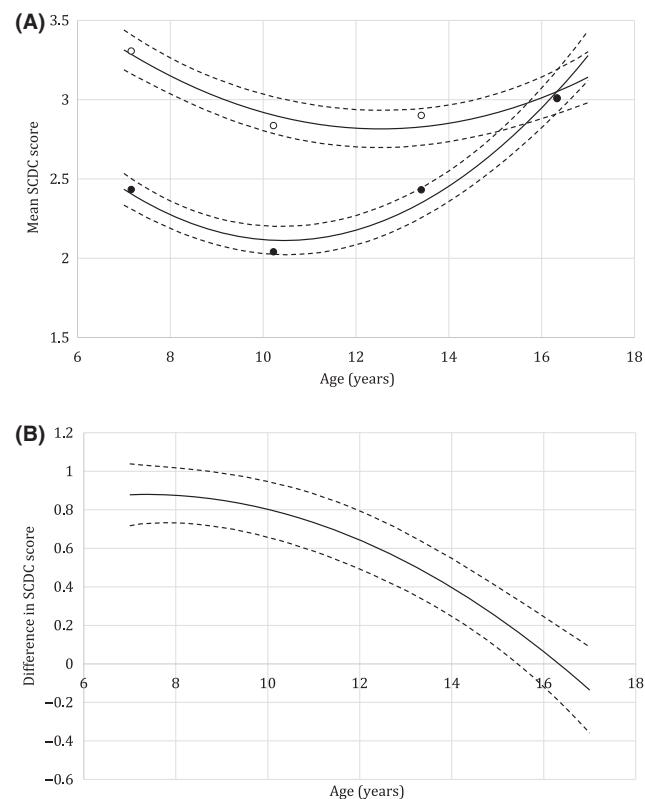 (A)
3.5
3
2.5
2
1.5
Mean SCDC score
6 8 10 12 14 16 18
Age (years)
(B)
1.2
1
0.8
0.6
0.4
0.2
0
−0.2
−0.4
−0.6
Difference in SCDC score
6 8 10 12 14 16 18
Age (years)